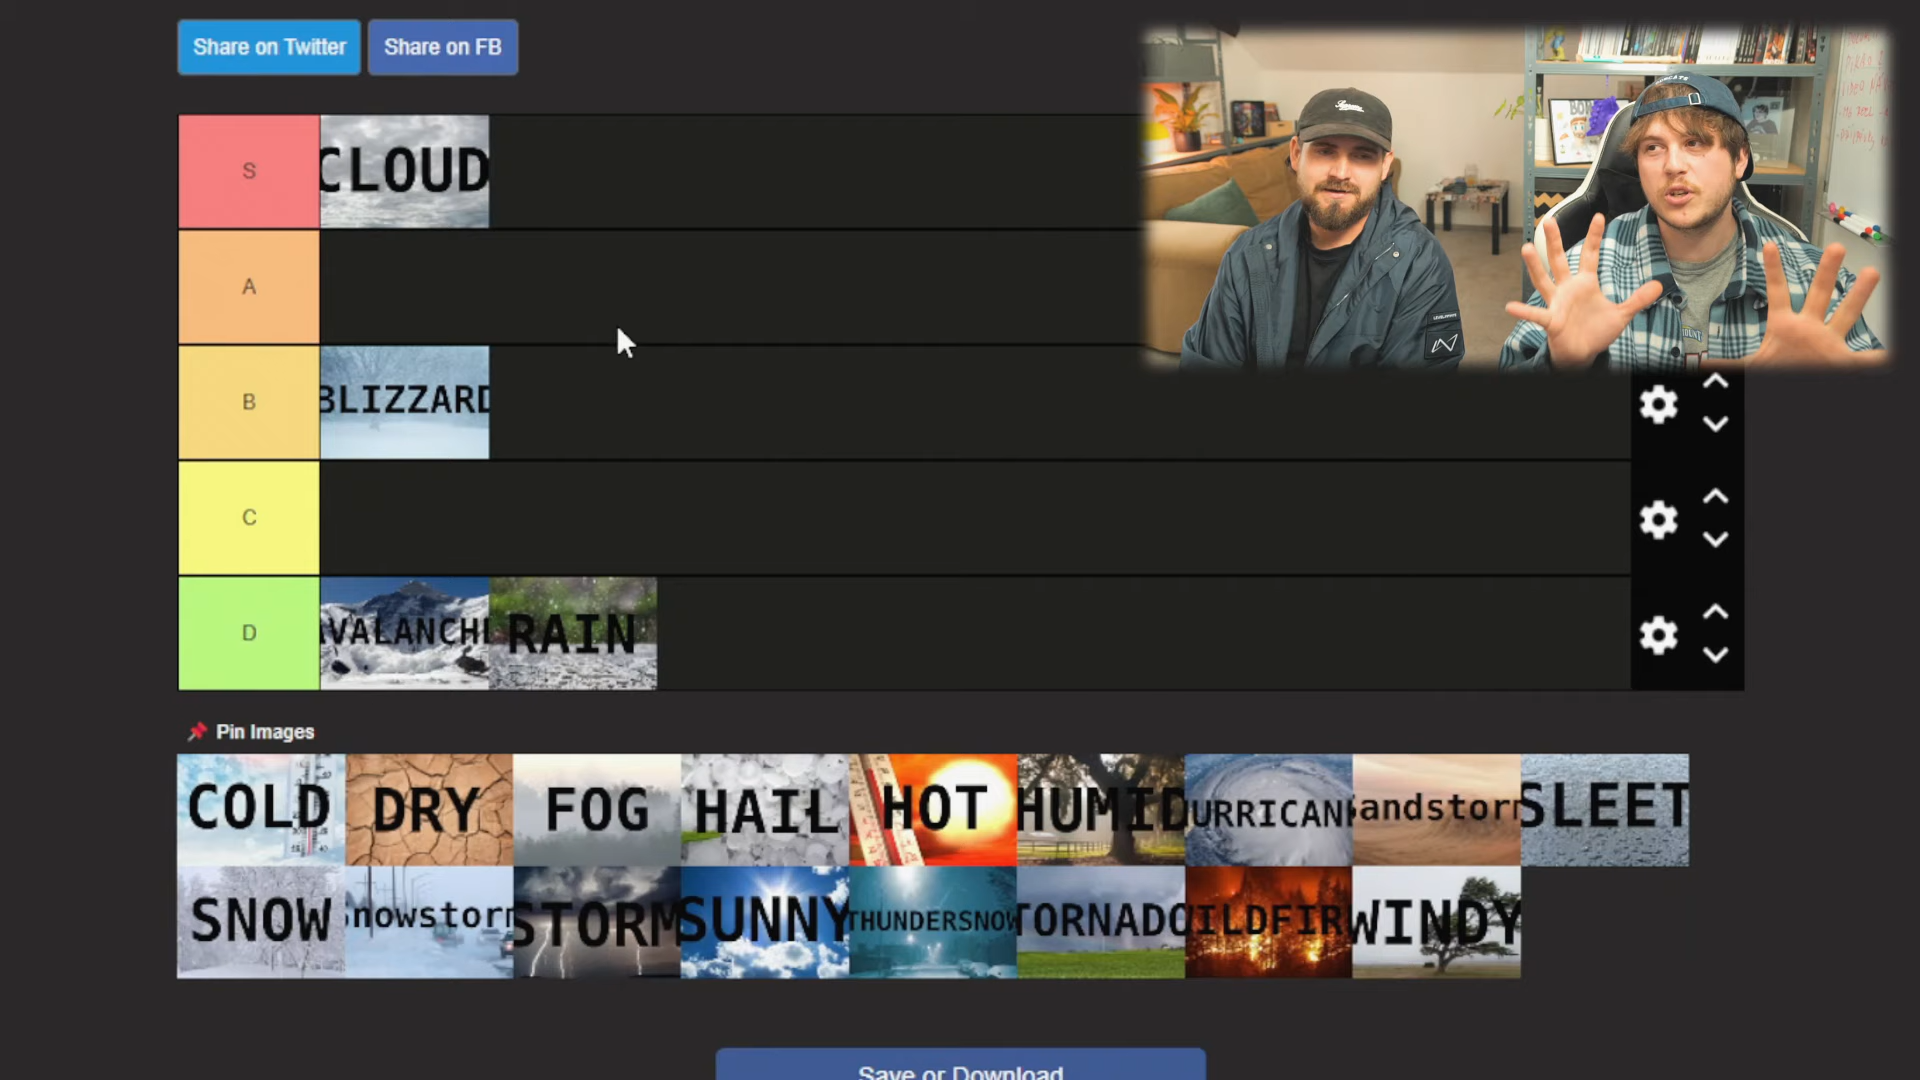 Share on Twitter Share on FB
S CLOUD
A
B BLIZZARD
C
D AVALANCHE RAIN
Pin Images
COLD DRY FOG HAIL HOT HUMID URRICAN andstor SLEET
SNOW nowstor STORM SUNNY THUNDERSNOW TORNADO ILDFIR WINDY
Save or Download